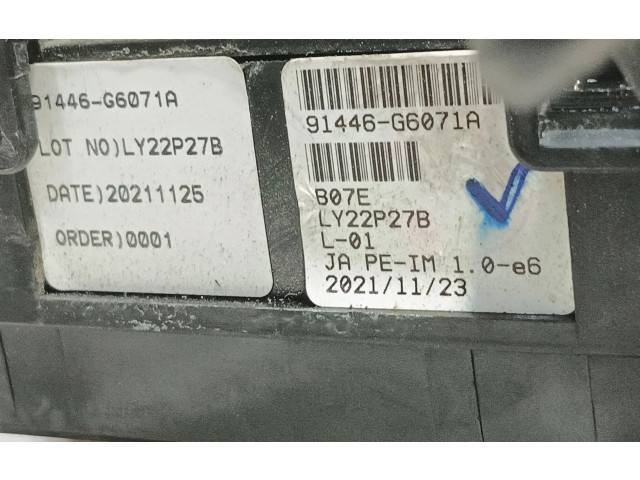 91446-G6071A
LOT NO)LY22P27B
DATE)20211125
ORDER)0001
91446-G6071A
B07E
LY22P27B
L-01
JA PE-IM 1.0-e6
2021/11/23